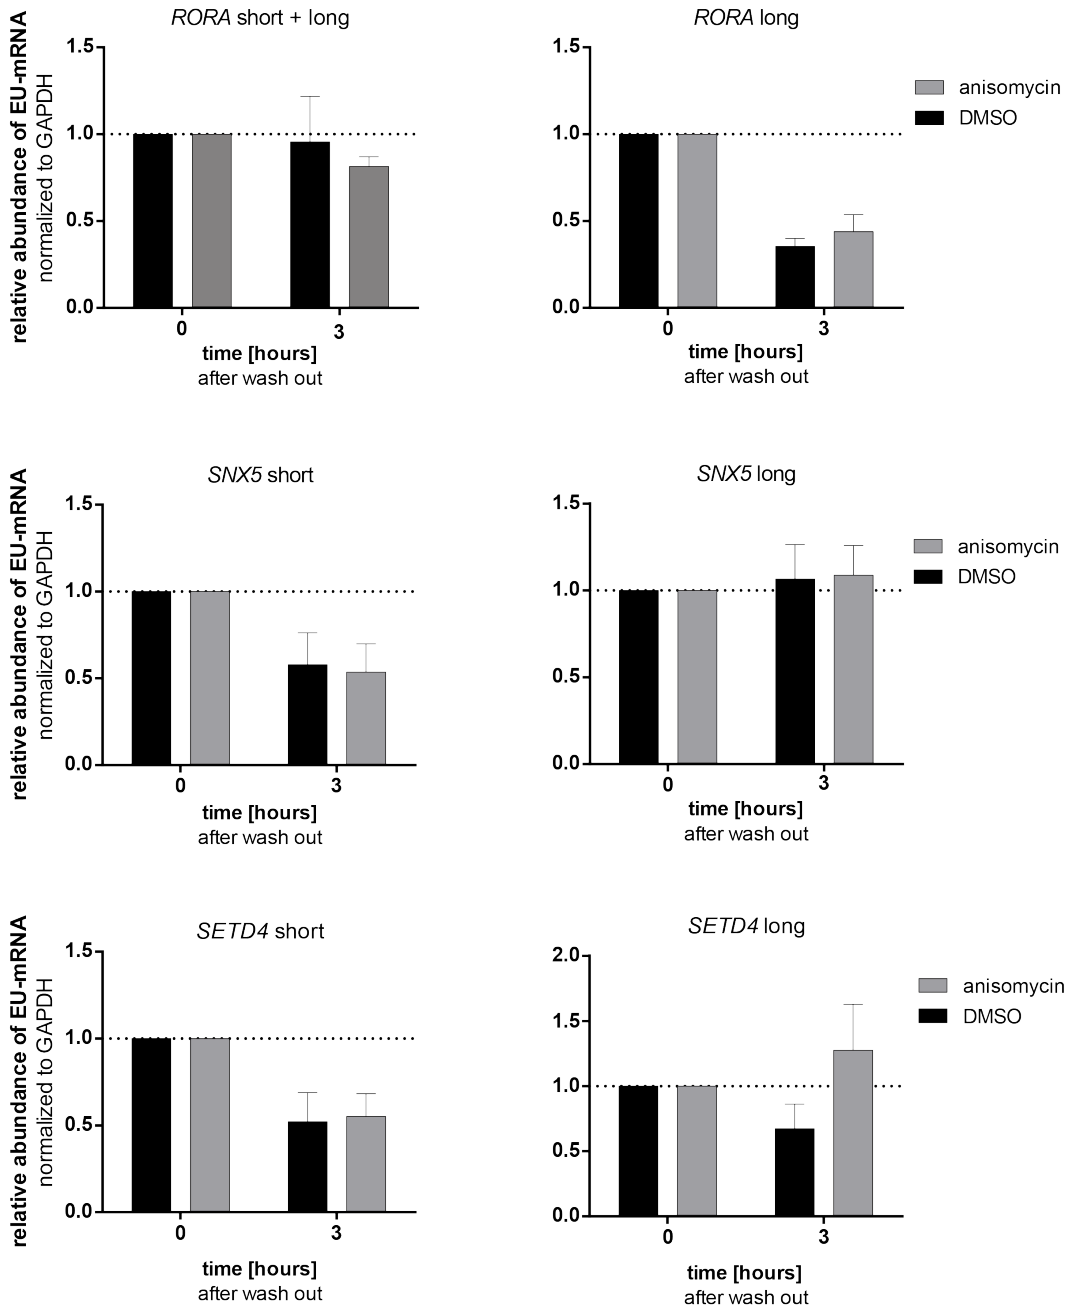 RORA short + long
relative abundance of EU-mRNA
normalized to GAPDH
1.5
1.0
0.5
0.0
0
3
time [hours]
after wash out
RORA long
1.5
1.0
0.5
0.0
0
3
time [hours]
after wash out
anisomycin
DMSO
SNX5 short
relative abundance of EU-mRNA
normalized to GAPDH
1.5
1.0
0.5
0.0
0
3
time [hours]
after wash out
SNX5 long
1.5
1.0
0.5
0.0
0
3
time [hours]
after wash out
anisomycin
DMSO
SETD4 short
relative abundance of EU-mRNA
normalized to GAPDH
1.5
1.0
0.5
0.0
0
3
time [hours]
after wash out
SETD4 long
2.0
1.5
1.0
0.5
0.0
0
3
time [hours]
after wash out
anisomycin
DMSO